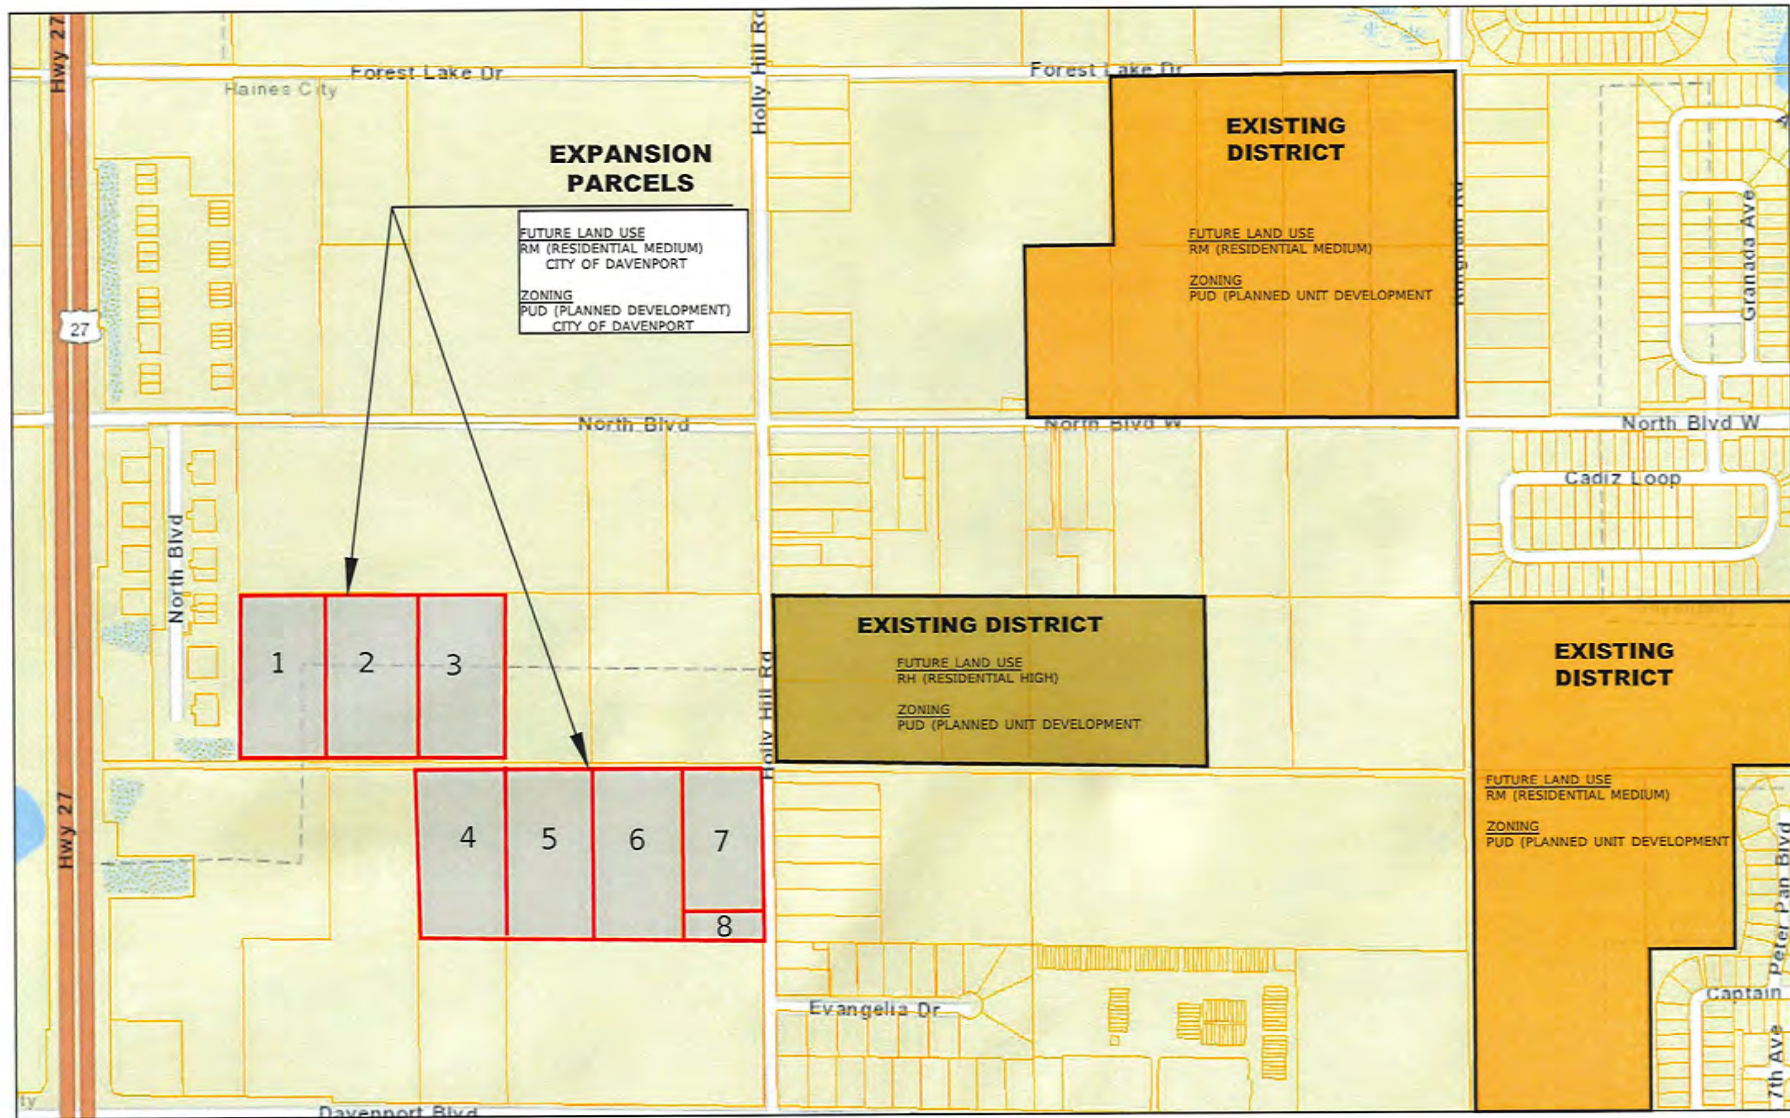 Hwy 27
Forest Lake Dr
Haines City
Holly Hill Rd
Forest Lake Dr
EXPANSION
PARCELS
FUTURE LAND USE
RM (RESIDENTIAL MEDIUM)
CITY OF DAVENPORT
ZONING
PUD (PLANNED DEVELOPMENT)
CITY OF DAVENPORT
EXISTING
DISTRICT
FUTURE LAND USE
RM (RESIDENTIAL MEDIUM)
ZONING
PUD (PLANNED UNIT DEVELOPMENT
Granada Ave
27
North Blvd
North Blvd W
North Blvd W
Cadiz Loop
North Blvd
1
2
3
Holly Hill Rd
EXISTING DISTRICT
FUTURE LAND USE
RH (RESIDENTIAL HIGH)
ZONING
PUD (PLANNED UNIT DEVELOPMENT
EXISTING
DISTRICT
FUTURE LAND USE
RM (RESIDENTIAL MEDIUM)
ZONING
PUD (PLANNED UNIT DEVELOPMENT
Hwy 27
4
5
6
7
8
Evangelia Dr
Peter Pan Blvd
Captain
7th Ave
Davenport Blvd